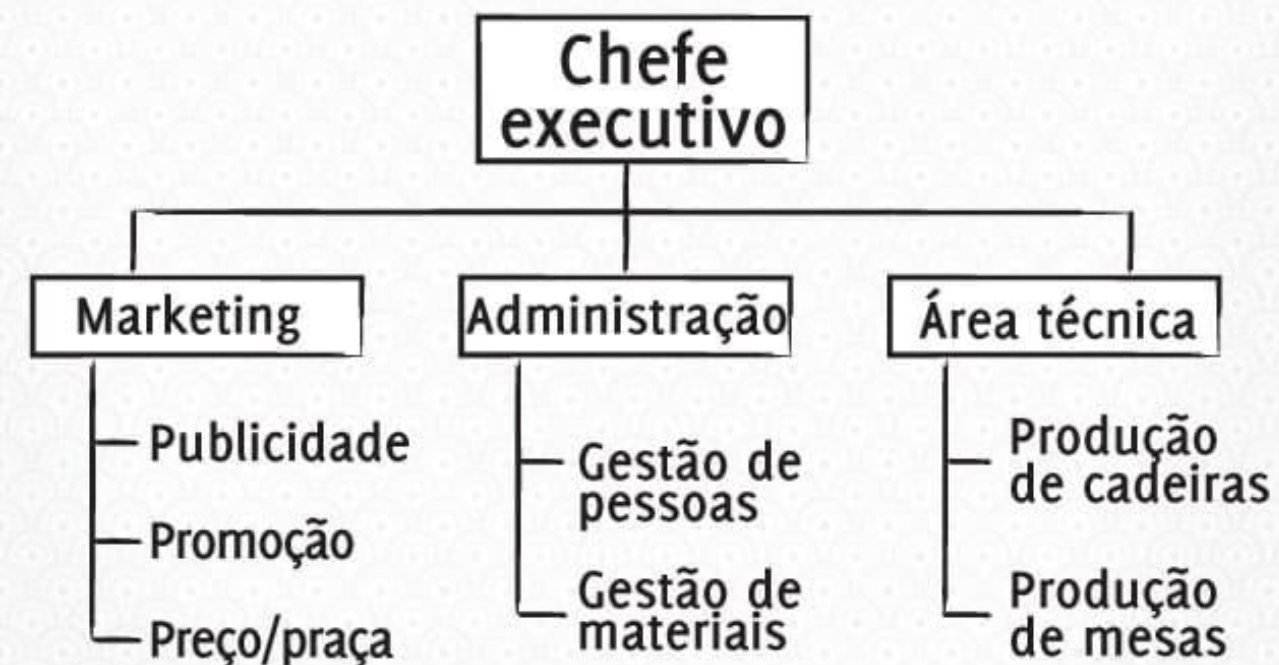 Chefe
executivo
Marketing
Administração
Área técnica
Publicidade
Promoção
Preço/praça
Gestão de
pessoas
Gestão de
materiais
Produção
de cadeiras
Produção
de mesas